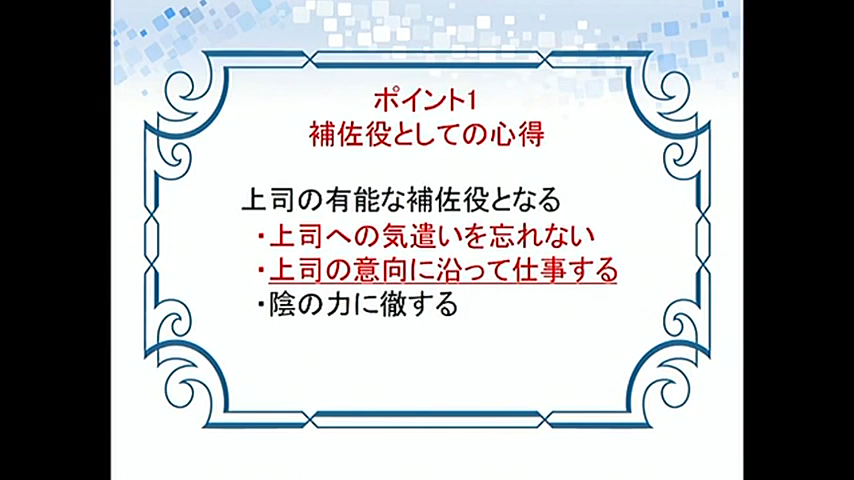 ポイント1
補佐役としての心得
上司の有能な補佐役となる
・上司への気遣いを忘れない
・上司の意向に沿って仕事する
・陰の力に徹する